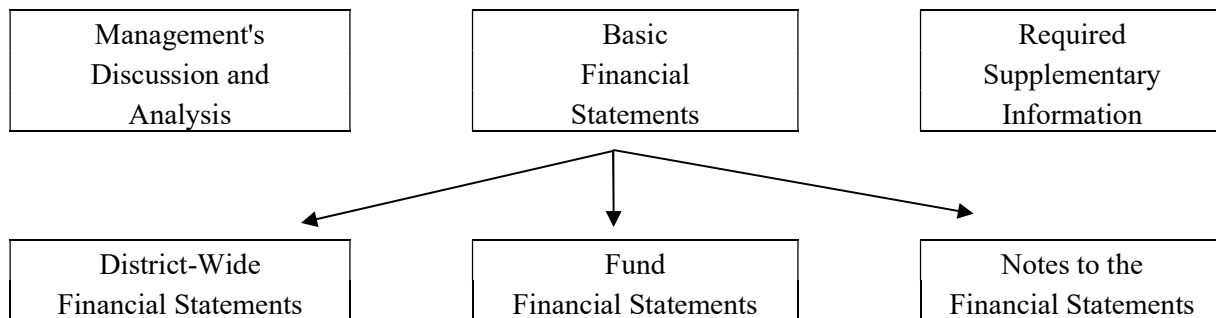 Management's
Discussion and
Analysis
Basic
Financial
Statements
Required
Supplementary
Information
District-Wide
Financial Statements
Fund
Financial Statements
Notes to the
Financial Statements